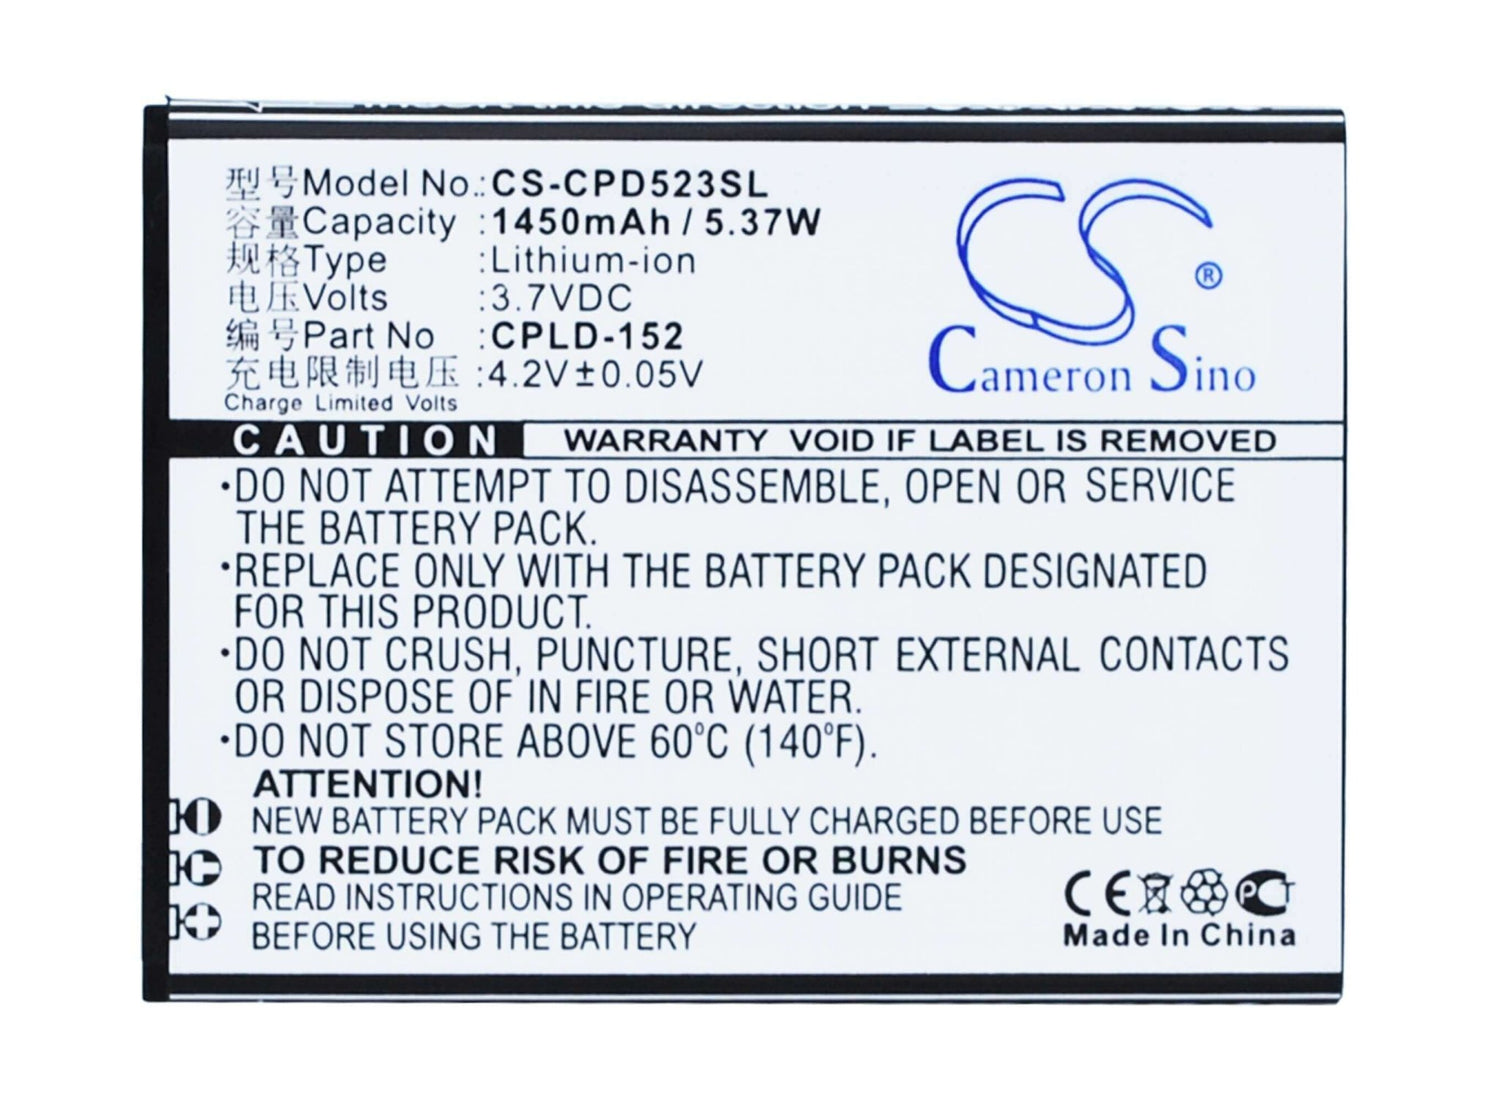 Insert this direction
型号Model No.:CS-CPD523SL
容量Capacity :1450mAh / 5.37W
规格Type :Lithium-ion
电压Volts :3.7VDC
编号Part No :CPLD-152
充电限制电压 :4.2V±0.05V
Charge Limited Volts
CS®
Cameron Sino
CAUTION WARRANTY VOID IF LABEL IS REMOVED
·DO NOT ATTEMPT TO DISASSEMBLE, OPEN OR SERVICE
THE BATTERY PACK.
·REPLACE ONLY WITH THE BATTERY PACK DESIGNATED
FOR THIS PRODUCT.
·DO NOT CRUSH, PUNCTURE, SHORT EXTERNAL CONTACTS
OR DISPOSE OF IN FIRE OR WATER.
·DO NOT STORE ABOVE 60°C (140°F).
ATTENTION!
NEW BATTERY PACK MUST BE FULLY CHARGED BEFORE USE
TO REDUCE RISK OF FIRE OR BURNS
READ INSTRUCTIONS IN OPERATING GUIDE
BEFORE USING THE BATTERY
CE PCT
Made In China